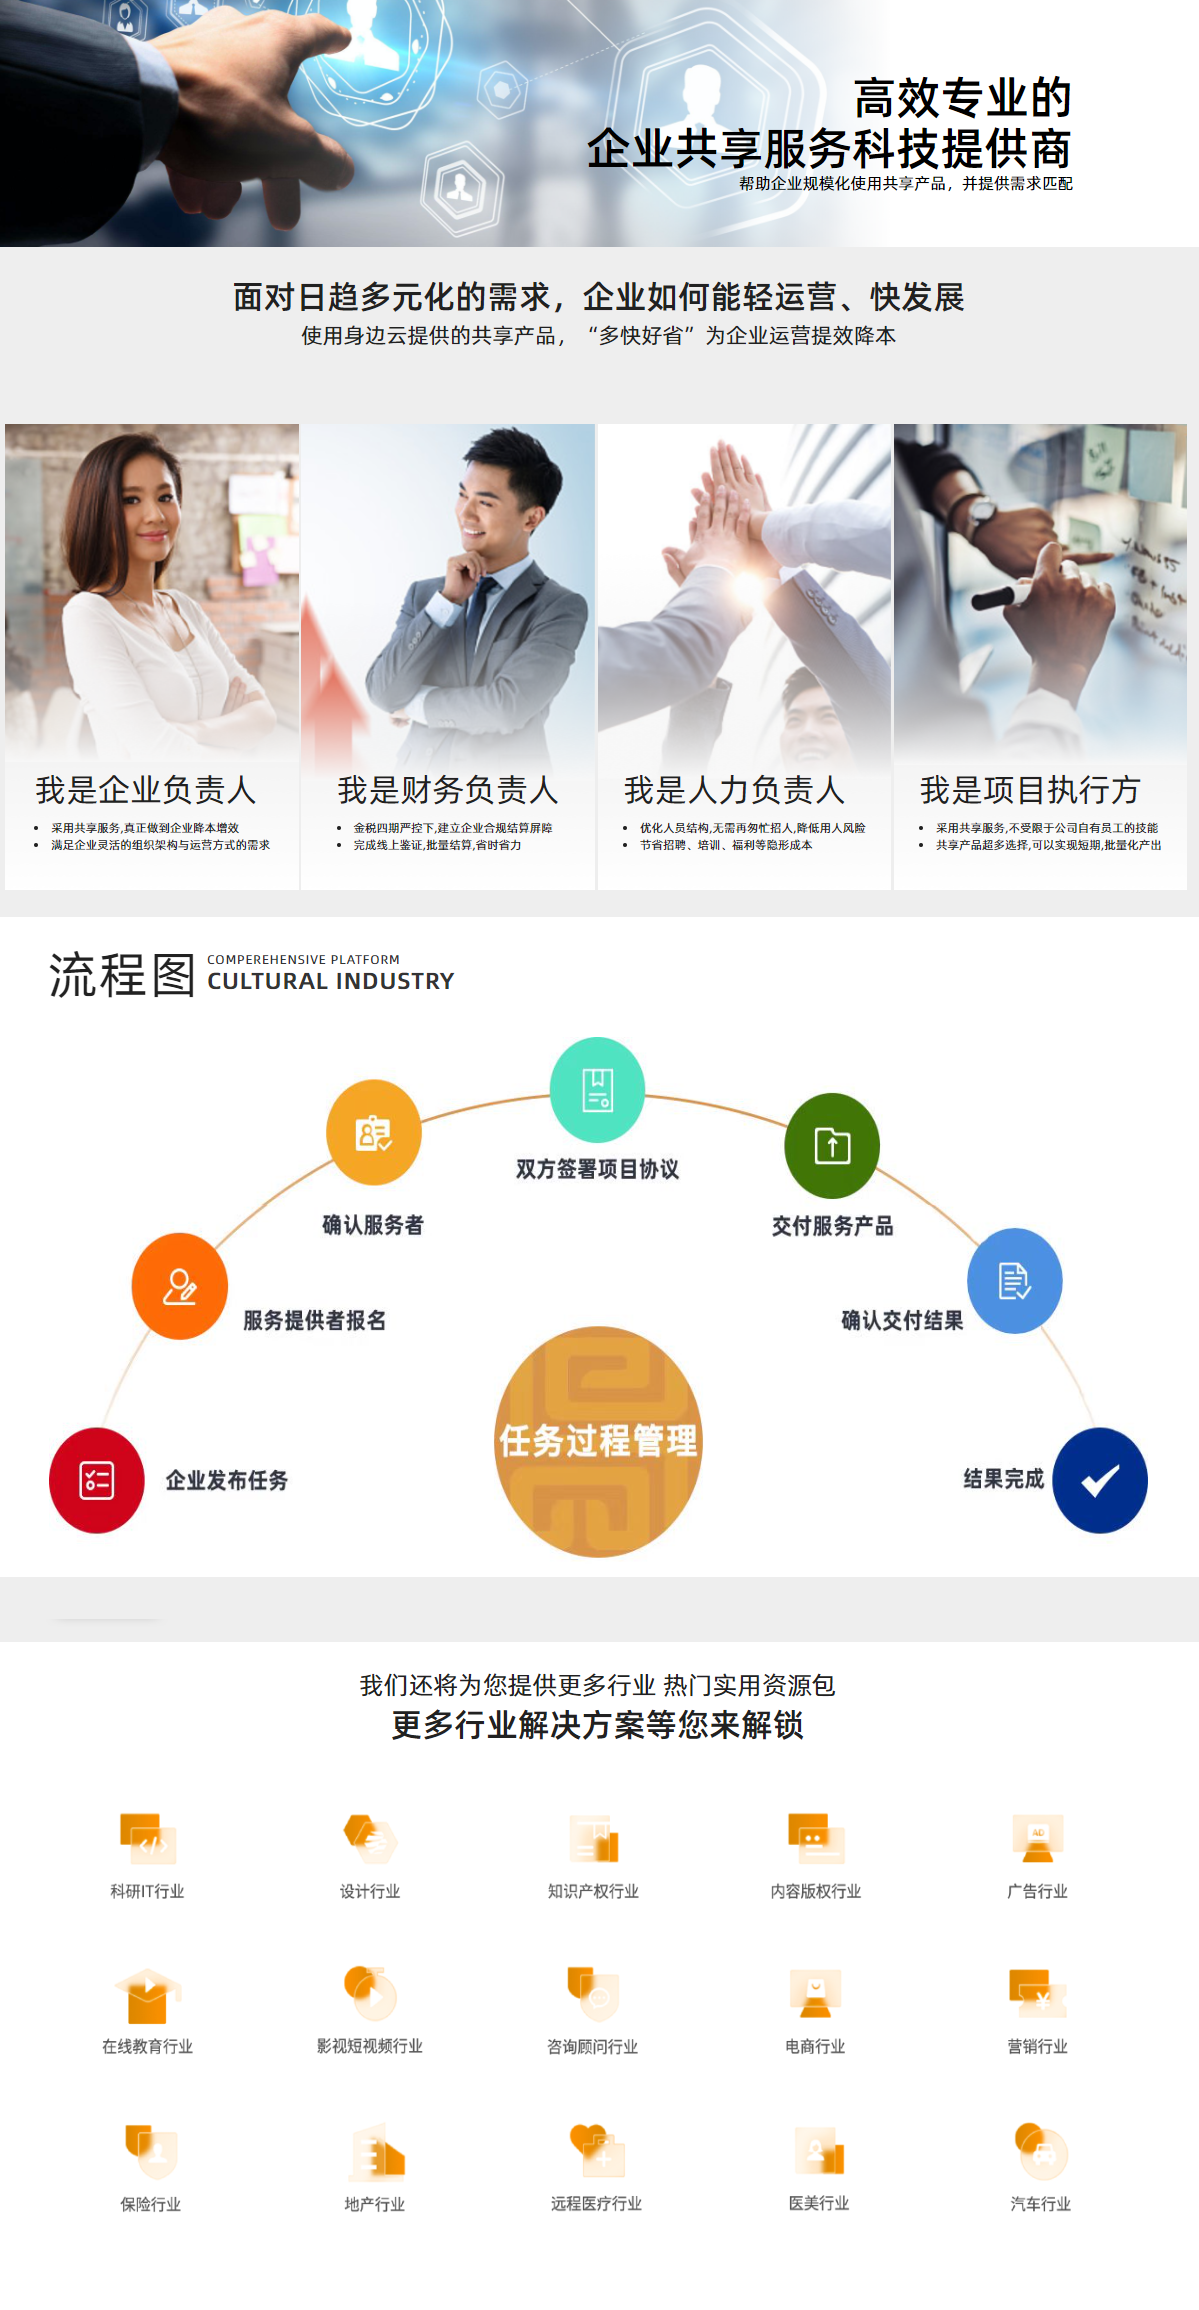 高效专业的
企业共享服务科技提供商
帮助企业规模化使用共享产品，并提供需求匹配
面对日趋多元化的需求，企业如何能轻运营、快发展
使用身边云提供的共享产品，“多快好省”为企业运营提效降本
我是企业负责人
采用共享服务,真正做到企业降本增效
满足企业灵活的组织架构与运营方式的需求
我是财务负责人
金税四期严控下,建立企业合规结算屏障
完成线上鉴证,批量结算,省时省力
我是人力负责人
优化人员结构,无需再匆忙招人,降低用人风险
节省招聘、培训、福利等隐形成本
我是项目执行方
采用共享服务,不受限于公司自有员工的技能
共享产品超多选择,可以实现短期,批量化产出
流程图
COMPEREHENSIVE PLATFORM
CULTURAL INDUSTRY
双方签署项目协议
确认服务者
交付服务产品
服务提供者报名
确认交付结果
任务过程管理
企业发布任务
结果完成
我们还将为您提供更多行业 热门实用资源包
更多行业解决方案等您来解锁
AD
科研IT行业
设计行业
知识产权行业
内容版权行业
广告行业
在线教育行业
影视短视频行业
咨询顾问行业
电商行业
营销行业
保险行业
地产行业
远程医疗行业
医美行业
汽车行业